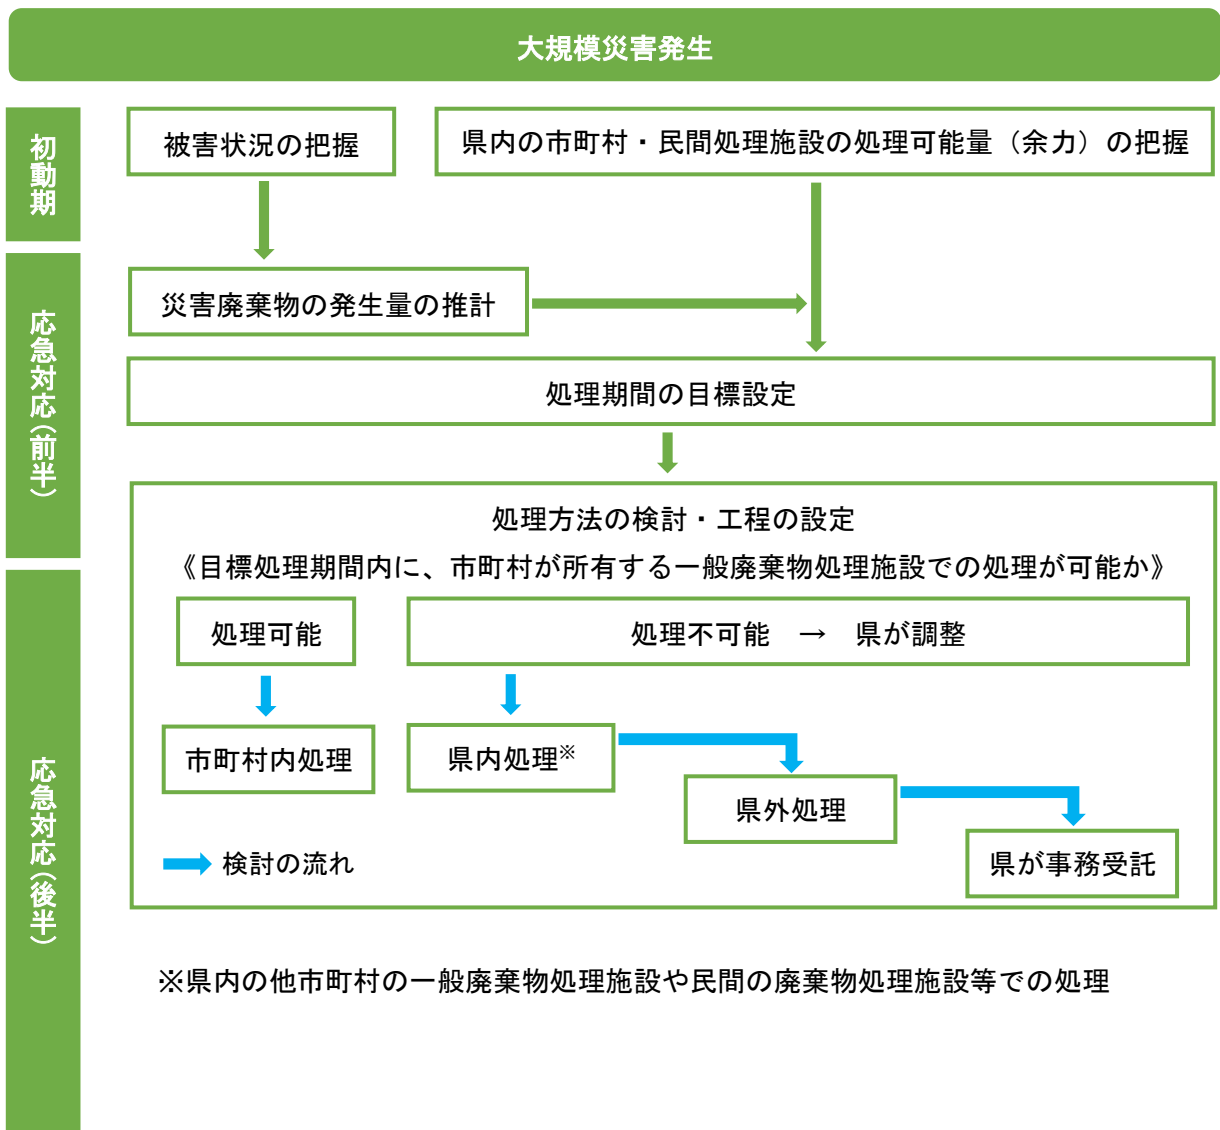 大規模災害発生
初動期
被害状況の把握
県内の市町村・民間処理施設の処理可能量（余力）の把握
応急対応（前半）
災害廃棄物の発生量の推計
処理期間の目標設定
処理方法の検討・工程の設定
《目標処理期間内に、市町村が所有する一般廃棄物処理施設での処理が可能か》
応急対応（後半）
処理可能
処理不可能　→　県が調整
市町村内処理
県内処理※
県外処理
県が事務受託
検討の流れ
※県内の他市町村の一般廃棄物処理施設や民間の廃棄物処理施設等での処理